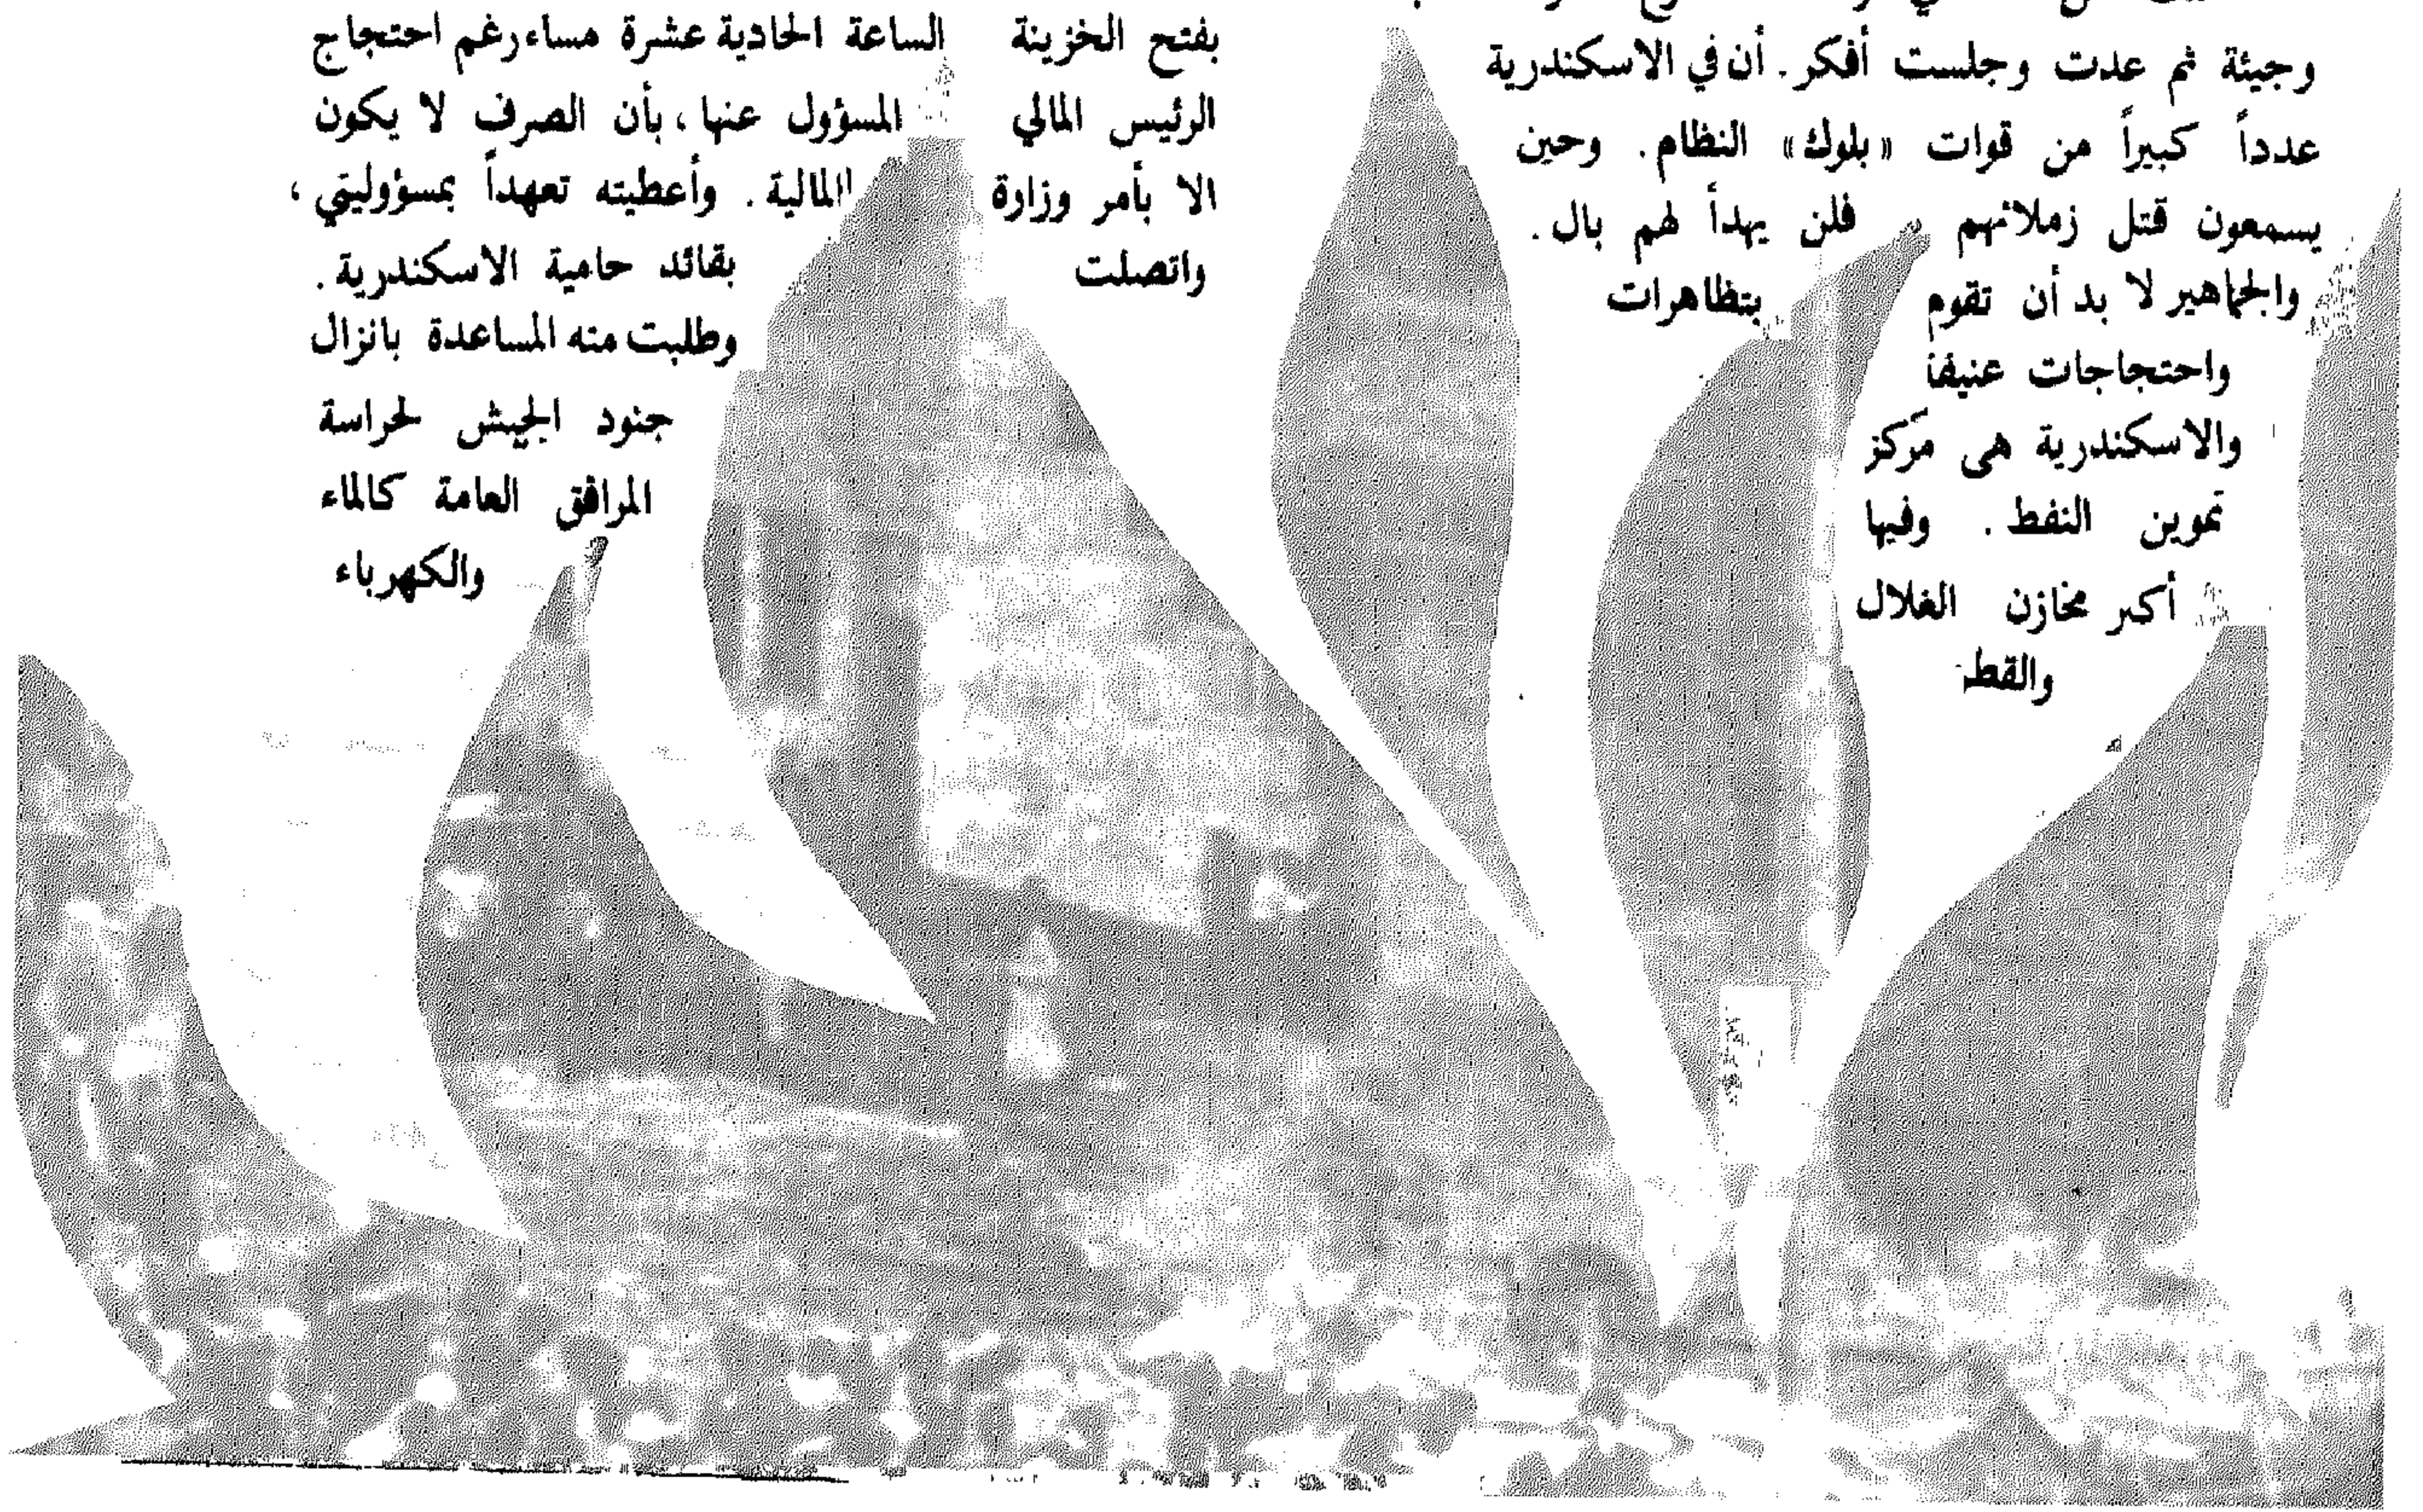 وجيئة ثم عدت وجلست أفكر. أن في الاسكندرية
عدداً كبيراً من قوات «بلوك» النظام. وحين
يسمعون قتل زملائهم فلن يهدأ لهم بال.
والجماهير لا بد أن تقوم بتظاهرات
واحتجاجات عنيفة
والاسكندرية هى مركز
تموين النفط. وفيها
أكبر مخازن الغلال
والقط
بفتح الخزينة الساعة الحادية عشرة مساء رغم احتجاج
الرئيس المالي المسؤول عنها، بأن الصرف لا يكون
الا بأمر وزارة المالية. وأعطيته تعهداً بمسؤوليتي،
واتصلت بقائد حامية الاسكندرية.
وطلبت منه المساعدة بانزال
جنود الجيش لحراسة
المرافق العامة كالماء
والكهرباء